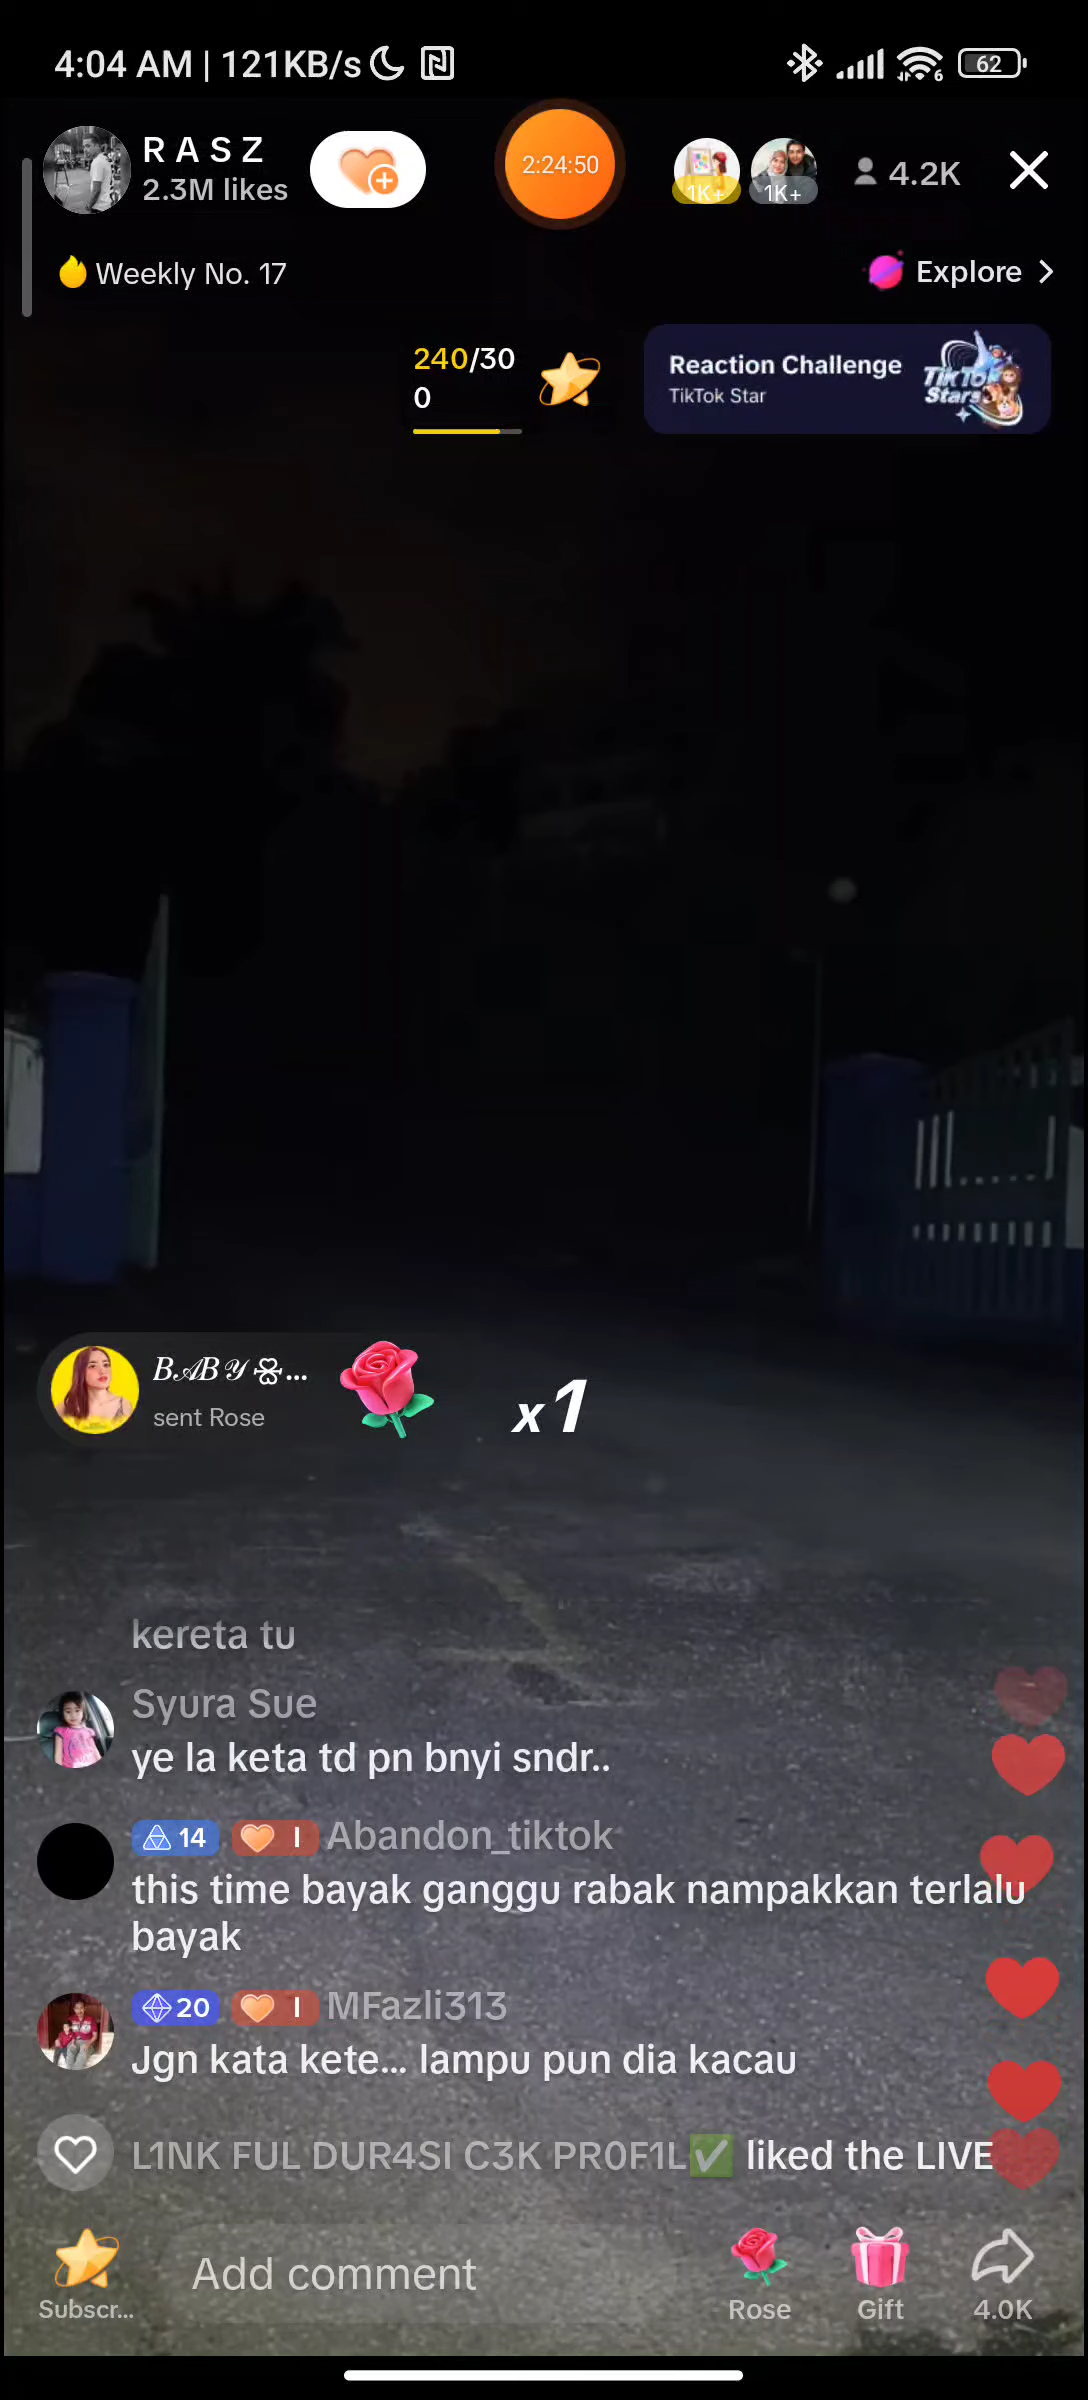 4:04 AM | 121KB/s
62
R A S Z
2.3M likes
2:24:50
1K+
1K+
4.2K
Weekly No. 17
Explore
240/30
0
Reaction Challenge
TikTok Star
TikTok
Stars
BABY ...
sent Rose
x1
kereta tu
Syura Sue
ye la keta td pn bnyi sndr..
14 I Abandon_tiktok
this time bayak ganggu rabak nampakkan terlalu
bayak
20 I MFazli313
Jgn kata kete... lampu pun dia kacau
L1NK FUL DUR4SI C3K PR0F1L✅ liked the LIVE
Add comment
Subscr...
Rose
Gift
4.0K